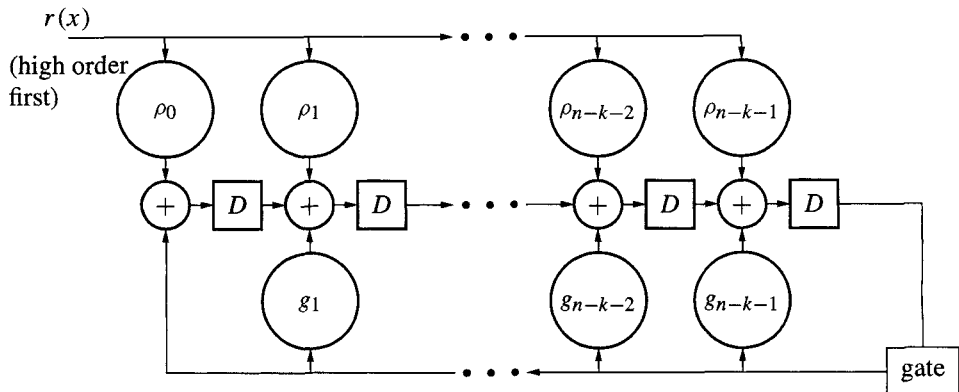 r(x)
(high order
first)
ρ₀ ρ₁ ρₙ₋ₖ₋₂ ρₙ₋ₖ₋₁
+ D + D + D + D
g₁ gₙ₋ₖ₋₂ gₙ₋ₖ₋₁
gate